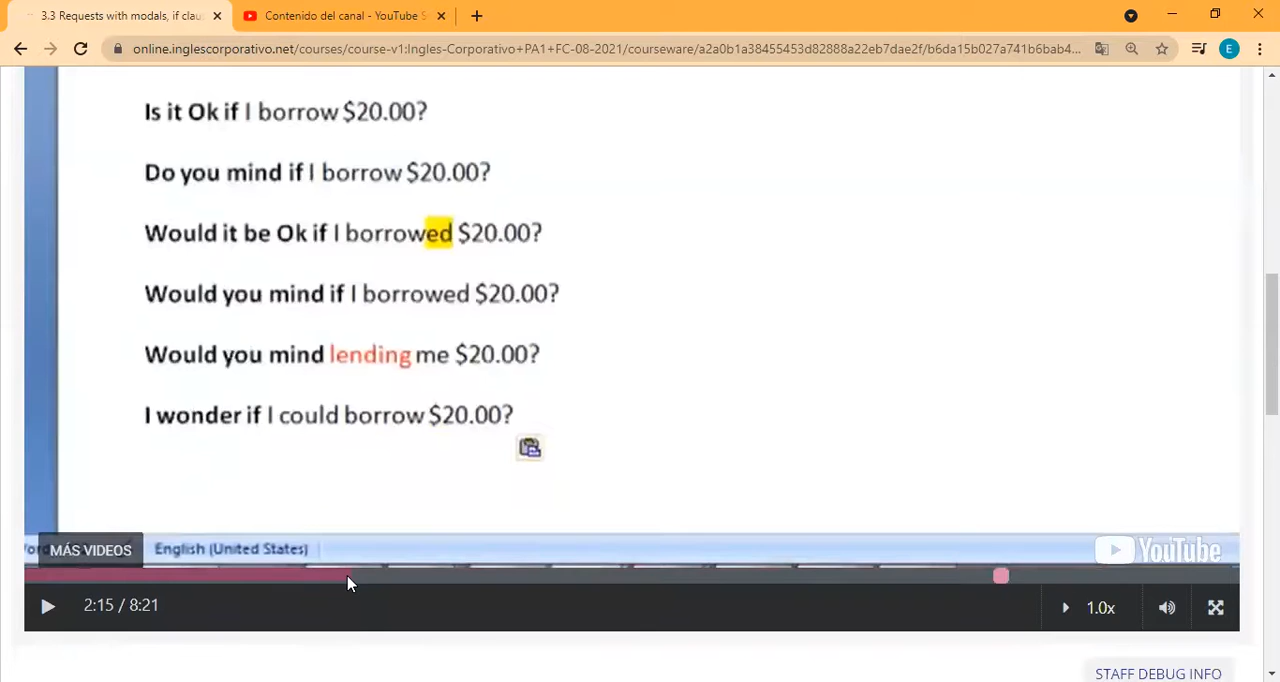 3.3 Requests with modals, if clau
Contenido del canal - YouTube S
E
online.inglescorporativo.net/courses/course-v1:Ingles-Corporativo+PA1+FC-08-2021/courseware/a2a0b1a38455453d82888a22eb7dae2f/b6da15b027a741b6bab4...
Is it Ok if I borrow $20.00?
Do you mind if I borrow $20.00?
Would it be Ok if I borrowed $20.00?
Would you mind if I borrowed $20.00?
Would you mind lending me $20.00?
I wonder if I could borrow $20.00?
MÁS VIDEOS
English (United States)
YouTube
2:15 / 8:21
1.0x
STAFF DEBUG INFO